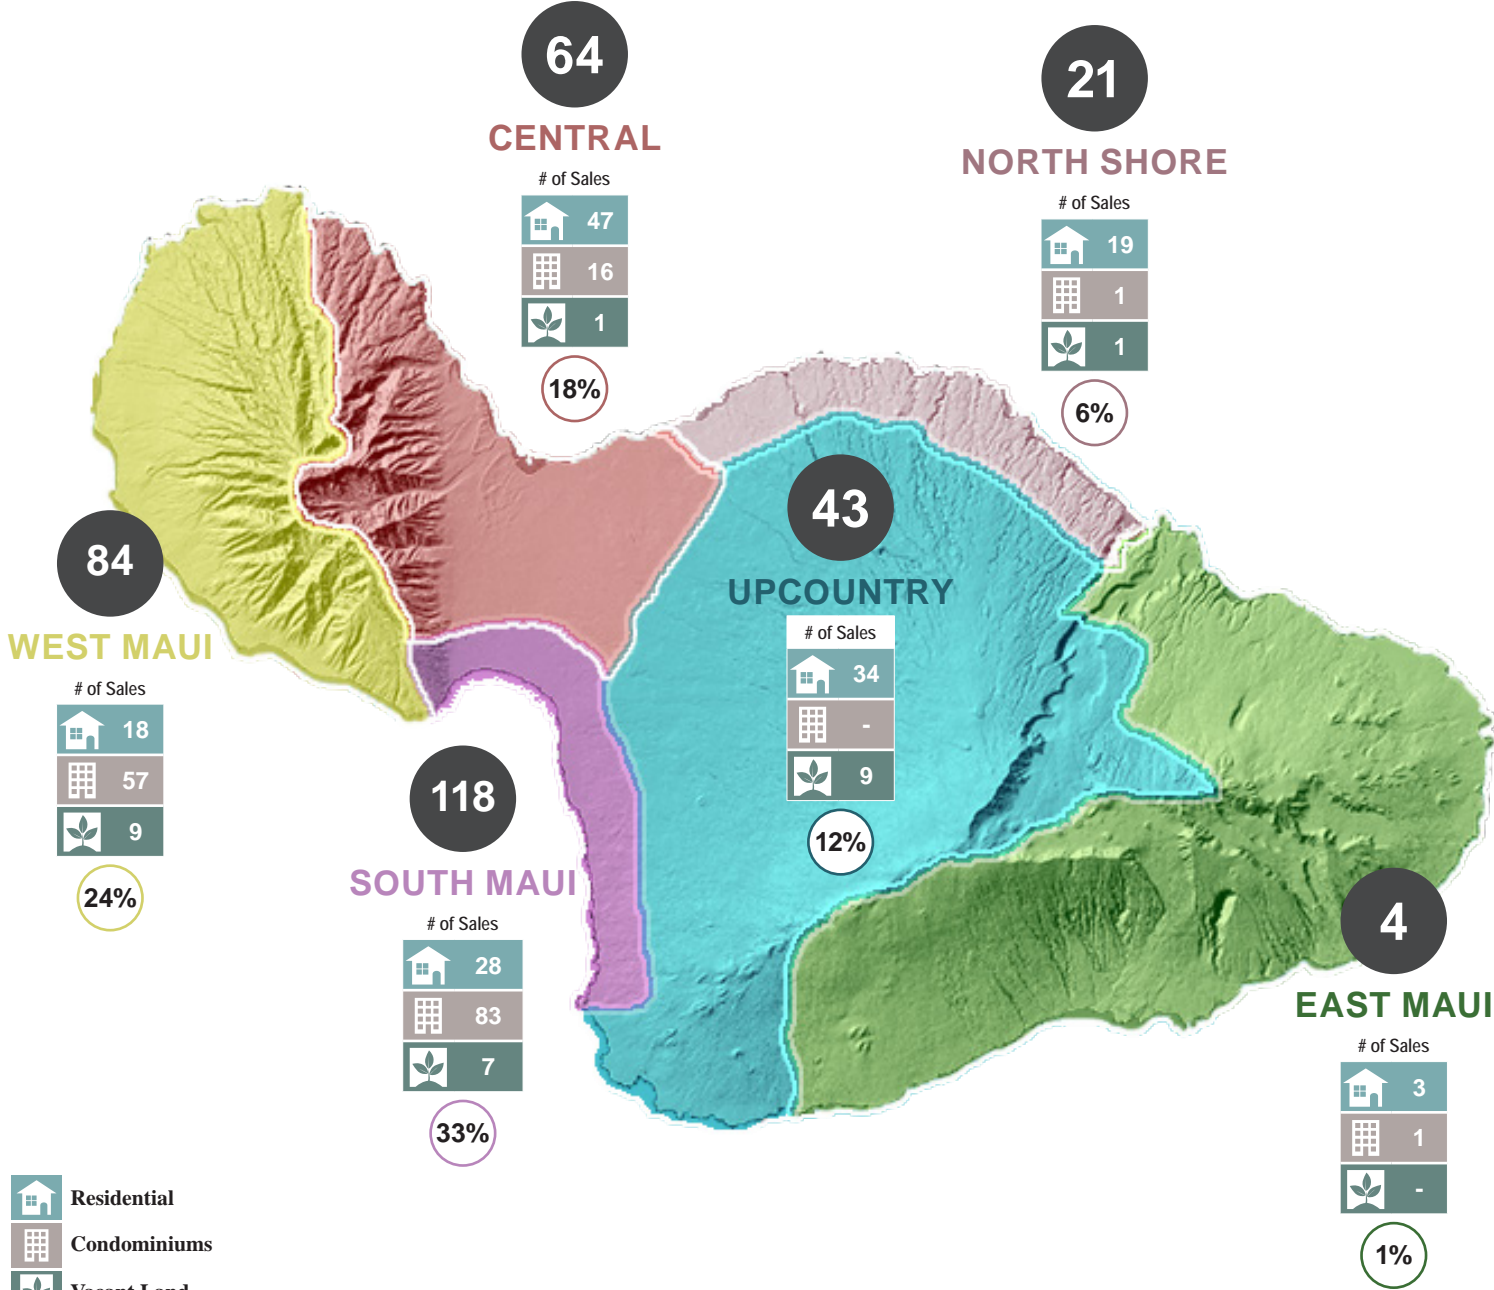 64
CENTRAL
# of Sales
47
16
1
18%
21
NORTH SHORE
# of Sales
19
1
1
6%
84
WEST MAUI
# of Sales
18
57
9
24%
43
UPCOUNTRY
# of Sales
34
-
9
12%
118
SOUTH MAUI
# of Sales
28
83
7
33%
4
EAST MAUI
# of Sales
3
1
-
1%
Residential
Condominiums
Vacant Land